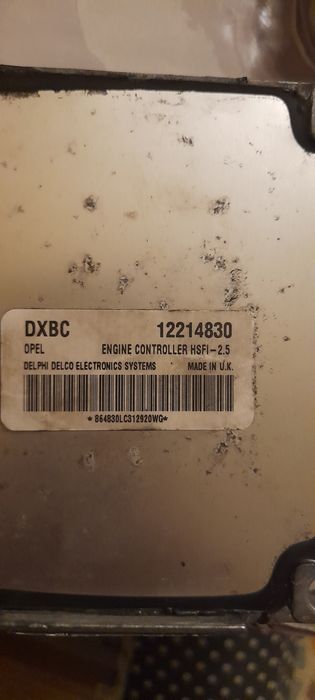 DXBC 12214830
OPEL ENGINE CONTROLLER HSFI-2.5
DELPHI DELCO ELECTRONICS SYSTEMS MADE IN U.K.
*864830LC312920WG*